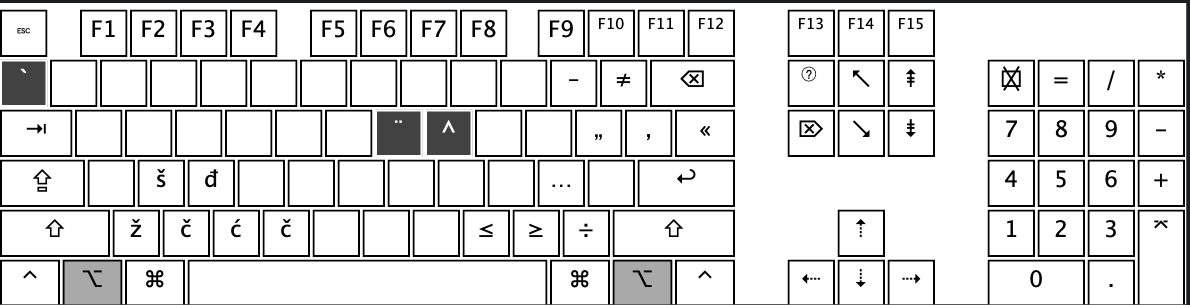 ESC F1 F2 F3 F4 F5 F6 F7 F8 F9 F10 F11 F12 F13 F14 F15
` – ≠ ⌫ ? ↖ ⇞ = / *
⇥ ¨ ^ „ ‚ « ⌦ ↘ ⇟ 7 8 9 –
⇪ š đ … ↩ 4 5 6 +
⇧ ž č ć č ≤ ≥ ÷ ⇧ ⇡ 1 2 3 ⌤
^ ⌥ ⌘ ⌘ ⌥ ^ ⇠ ⇣ ⇢ 0 .